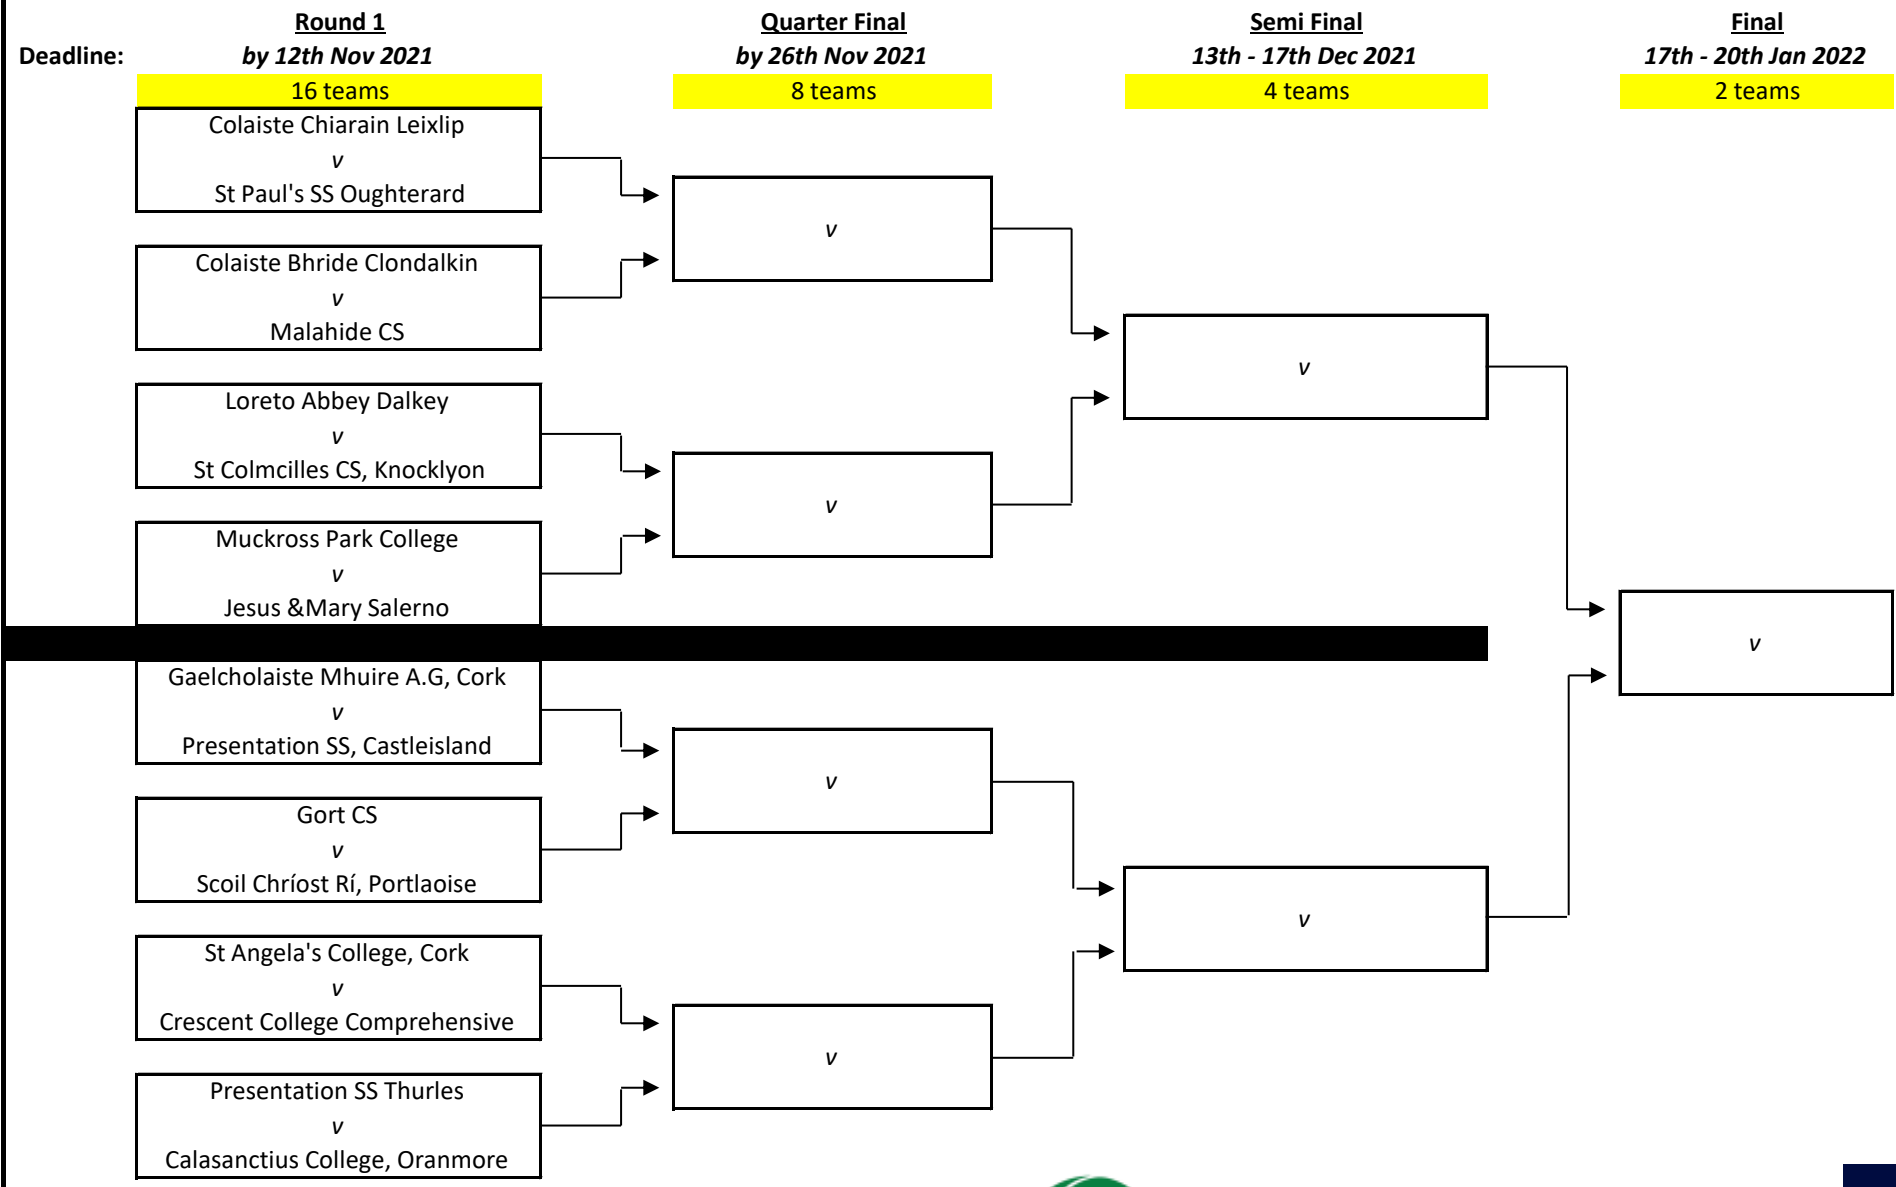 Round 1
Quarter Final
Semi Final
Final
Deadline:
by 12th Nov 2021
by 26th Nov 2021
13th - 17th Dec 2021
17th - 20th Jan 2022
16 teams
8 teams
4 teams
2 teams
Colaiste Chiarain Leixlip
v
St Paul's SS Oughterard
v
Colaiste Bhride Clondalkin
v
Malahide CS
v
Loreto Abbey Dalkey
v
St Colmcilles CS, Knocklyon
v
Muckross Park College
v
Jesus &Mary Salerno
v
Gaelcholaiste Mhuire A.G, Cork
v
Presentation SS, Castleisland
v
Gort CS
v
Scoil Chríost Rí, Portlaoise
v
St Angela's College, Cork
v
Crescent College Comprehensive
v
Presentation SS Thurles
v
Calasanctius College, Oranmore